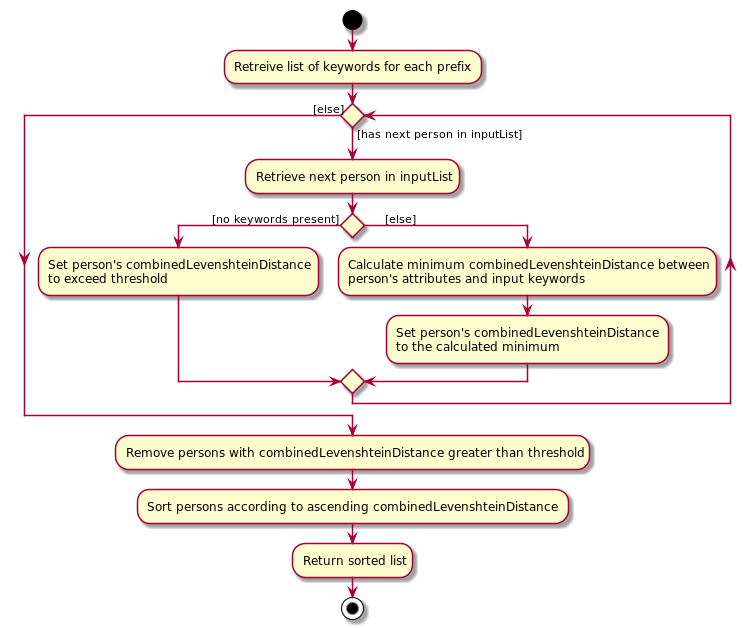 Retreive list of keywords for each prefix
[else]
[has next person in inputList]
Retrieve next person in inputList
[no keywords present]
[else]
Set person's combinedLevenshteinDistance
to exceed threshold
Calculate minimum combinedLevenshteinDistance between
person's attributes and input keywords
Set person's combinedLevenshteinDistance
to the calculated minimum
Remove persons with combinedLevenshteinDistance greater than threshold
Sort persons according to ascending combinedLevenshteinDistance
Return sorted list